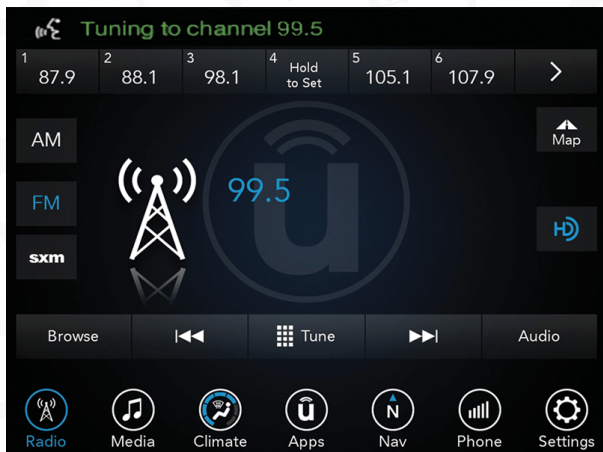 Tuning to channel 99.5
1 87.9 2 88.1 3 98.1 4 Hold to Set 5 105.1 6 107.9
AM
Map
FM
99.5
HD
sxm
Browse Tune Audio
Radio Media Climate Apps Nav Phone Settings
û
û
N